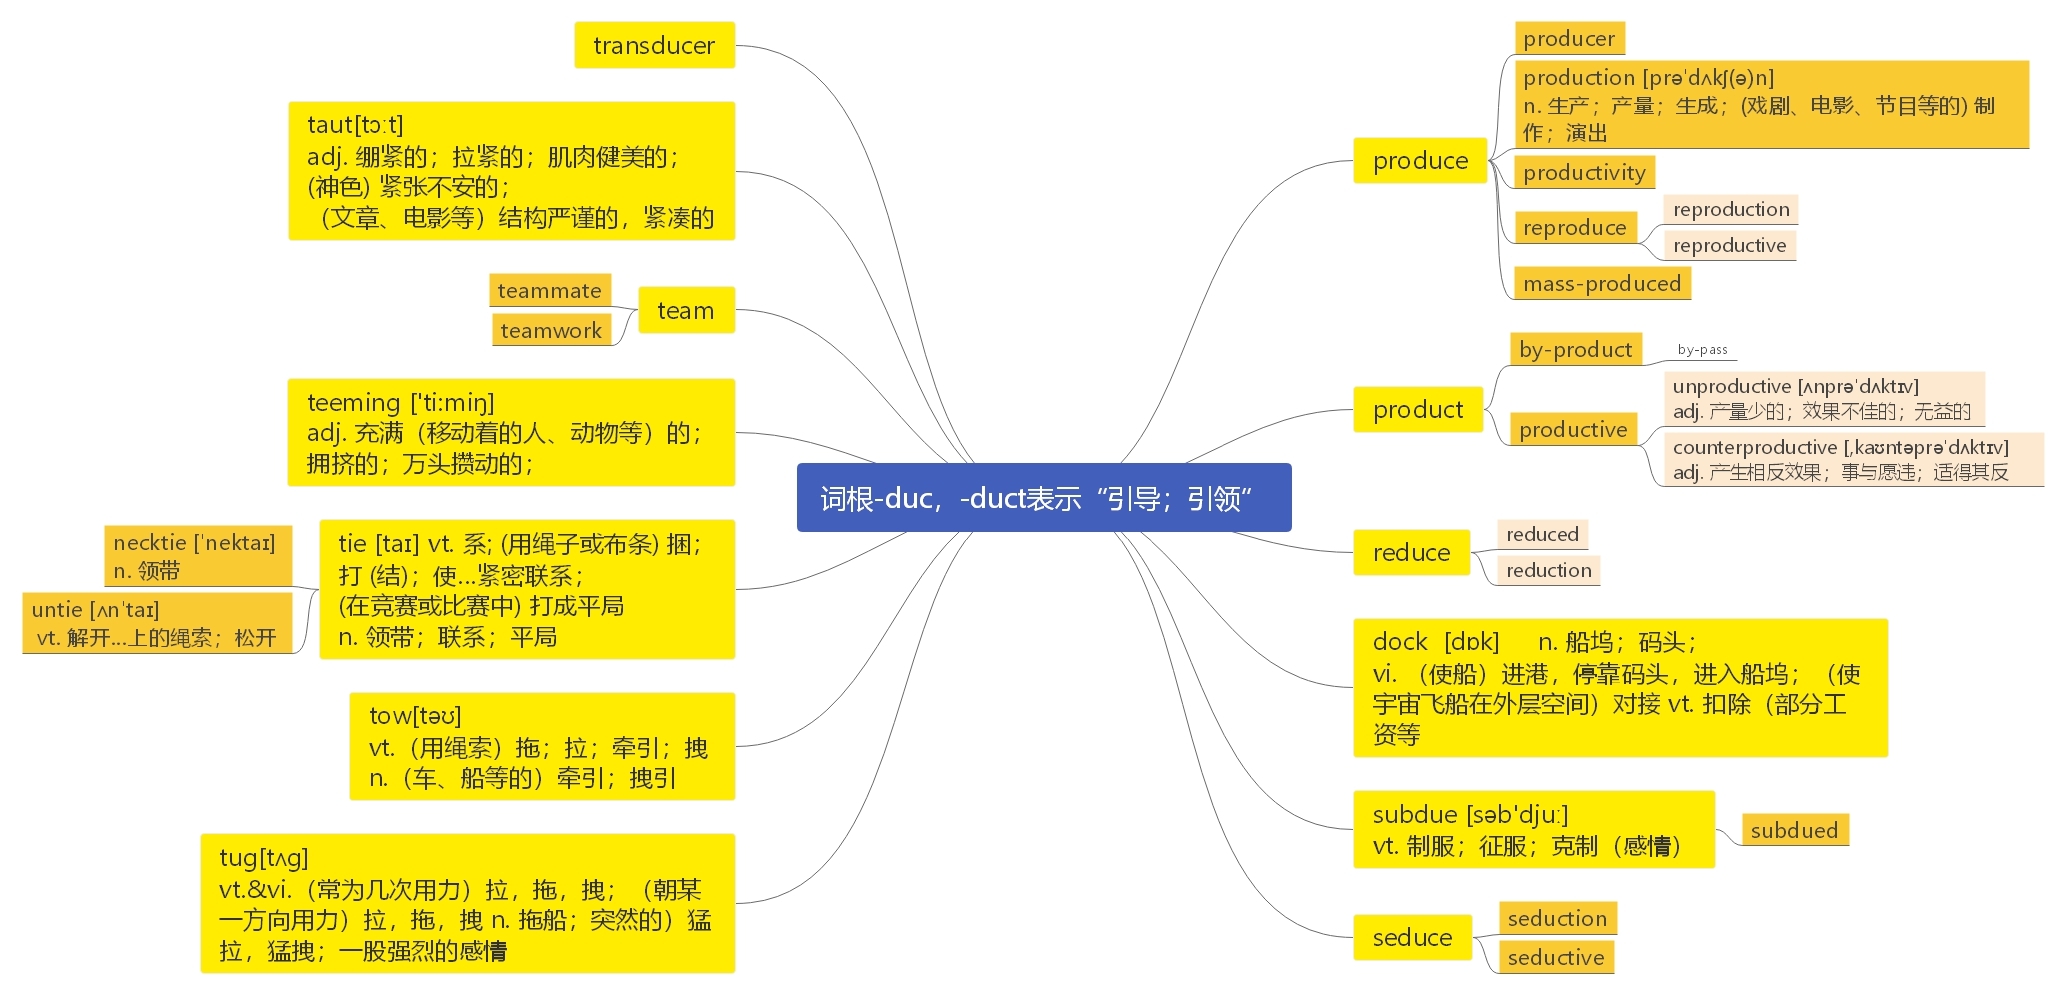 词根-duc，-duct表示“引导；引领”
produce
producer
production [prəˈdʌkʃ(ə)n]
n. 生产；产量；生成；(戏剧、电影、节目等的) 制
作；演出
productivity
reproduce
reproduction
reproductive
mass-produced
product
by-product
by-pass
productive
unproductive [ʌnprəˈdʌktɪv]
adj. 产量少的；效果不佳的；无益的
counterproductive [ˌkaʊntəprəˈdʌktɪv]
adj. 产生相反效果；事与愿违；适得其反
reduce
reduced
reduction
dock [dɒk] n. 船坞；码头；
vi. （使船）进港，停靠码头，进入船坞；（使
宇宙飞船在外层空间）对接 vt. 扣除（部分工
资等
subdue [səb'djuː]
vt. 制服；征服；克制（感情）
subdued
seduce
seduction
seductive
transducer
taut[tɔːt]
adj. 绷紧的；拉紧的；肌肉健美的；
(神色) 紧张不安的；
（文章、电影等）结构严谨的，紧凑的
team
teammate
teamwork
teeming ['ti:miŋ]
adj. 充满（移动着的人、动物等）的；
拥挤的；万头攒动的；
tie [taɪ] vt. 系; (用绳子或布条) 捆；
打 (结)；使...紧密联系；
(在竞赛或比赛中) 打成平局
n. 领带；联系；平局
necktie [ˈnektaɪ]
n. 领带
untie [ʌnˈtaɪ]
vt. 解开...上的绳索；松开
tow[təʊ]
vt.（用绳索）拖；拉；牵引；拽
n.（车、船等的）牵引；拽引
tug[tʌg]
vt.&vi.（常为几次用力）拉，拖，拽；（朝某
一方向用力）拉，拖，拽 n. 拖船；突然的）猛
拉，猛拽；一股强烈的感情